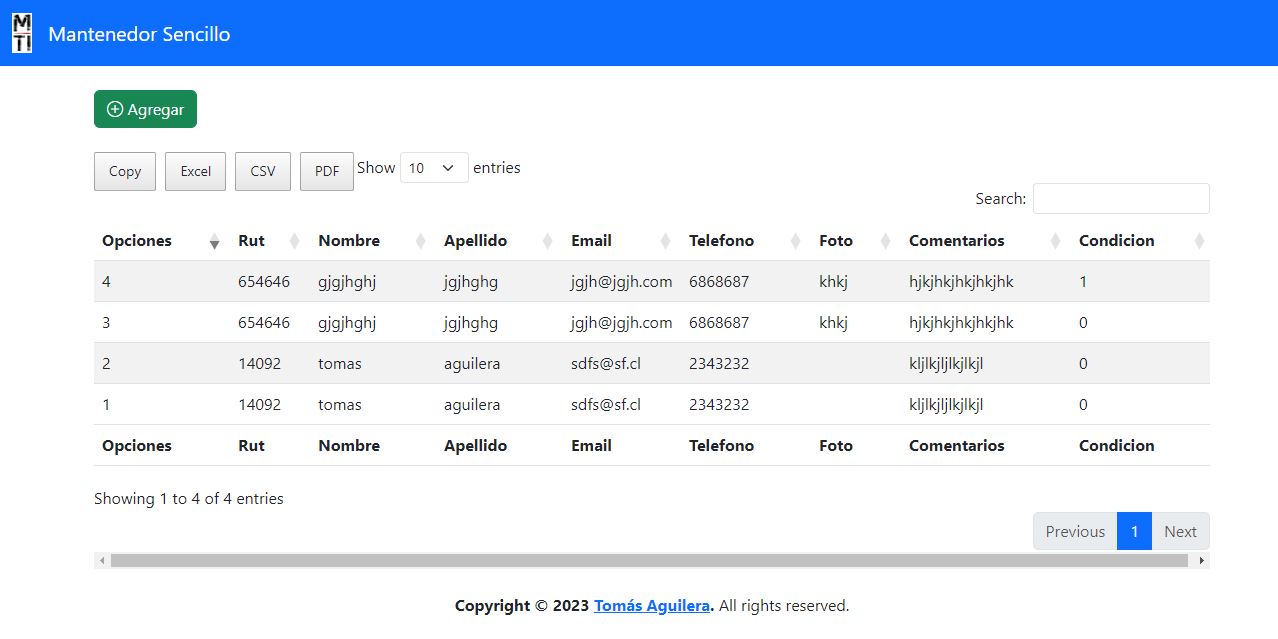 MTI Mantenedor Sencillo
Agregar
Copy Excel CSV PDF Show 10 entries
Search:
Opciones Rut Nombre Apellido Email Telefono Foto Comentarios Condicion
4 654646 gjgjhghj jgjhghg jgjh@jgjh.com 6868687 khkj hjkjhkjhkjhkjhk 1
3 654646 gjgjhghj jgjhghg jgjh@jgjh.com 6868687 khkj hjkjhkjhkjhkjhk 0
2 14092 tomas aguilera sdfs@sf.cl 2343232 kljlkjljlkjlkjl 0
1 14092 tomas aguilera sdfs@sf.cl 2343232 kljlkjljlkjlkjl 0
Opciones Rut Nombre Apellido Email Telefono Foto Comentarios Condicion
Showing 1 to 4 of 4 entries
Previous 1 Next
Copyright © 2023 Tomás Aguilera. All rights reserved.